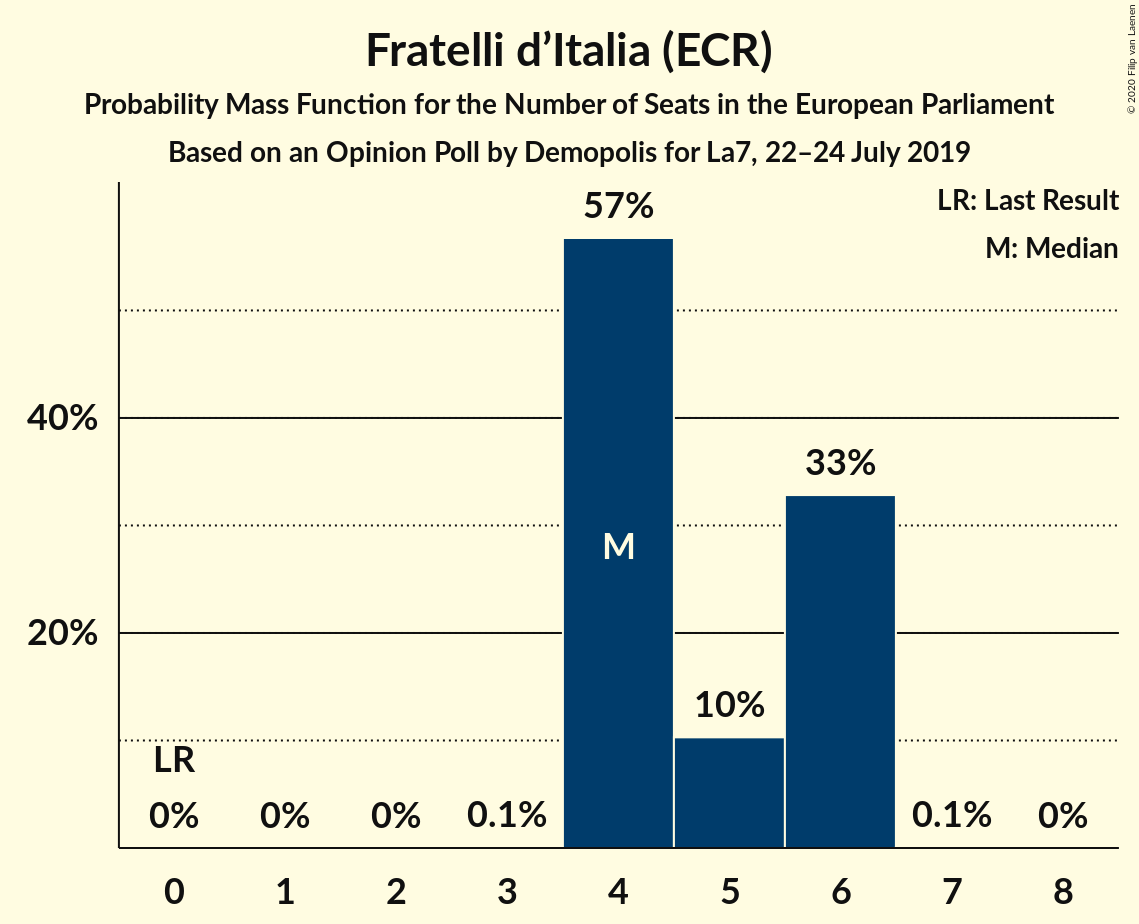 Fratelli d’Italia (ECR)
Probability Mass Function for the Number of Seats in the European Parliament
Based on an Opinion Poll by Demopolis for La7, 22–24 July 2019
© 2020 Filip van Laenen
LR: Last Result
M: Median
57%
40%
33%
M
20%
10%
LR
0%
0%
0%
0.1%
0.1%
0%
0 1 2 3 4 5 6 7 8